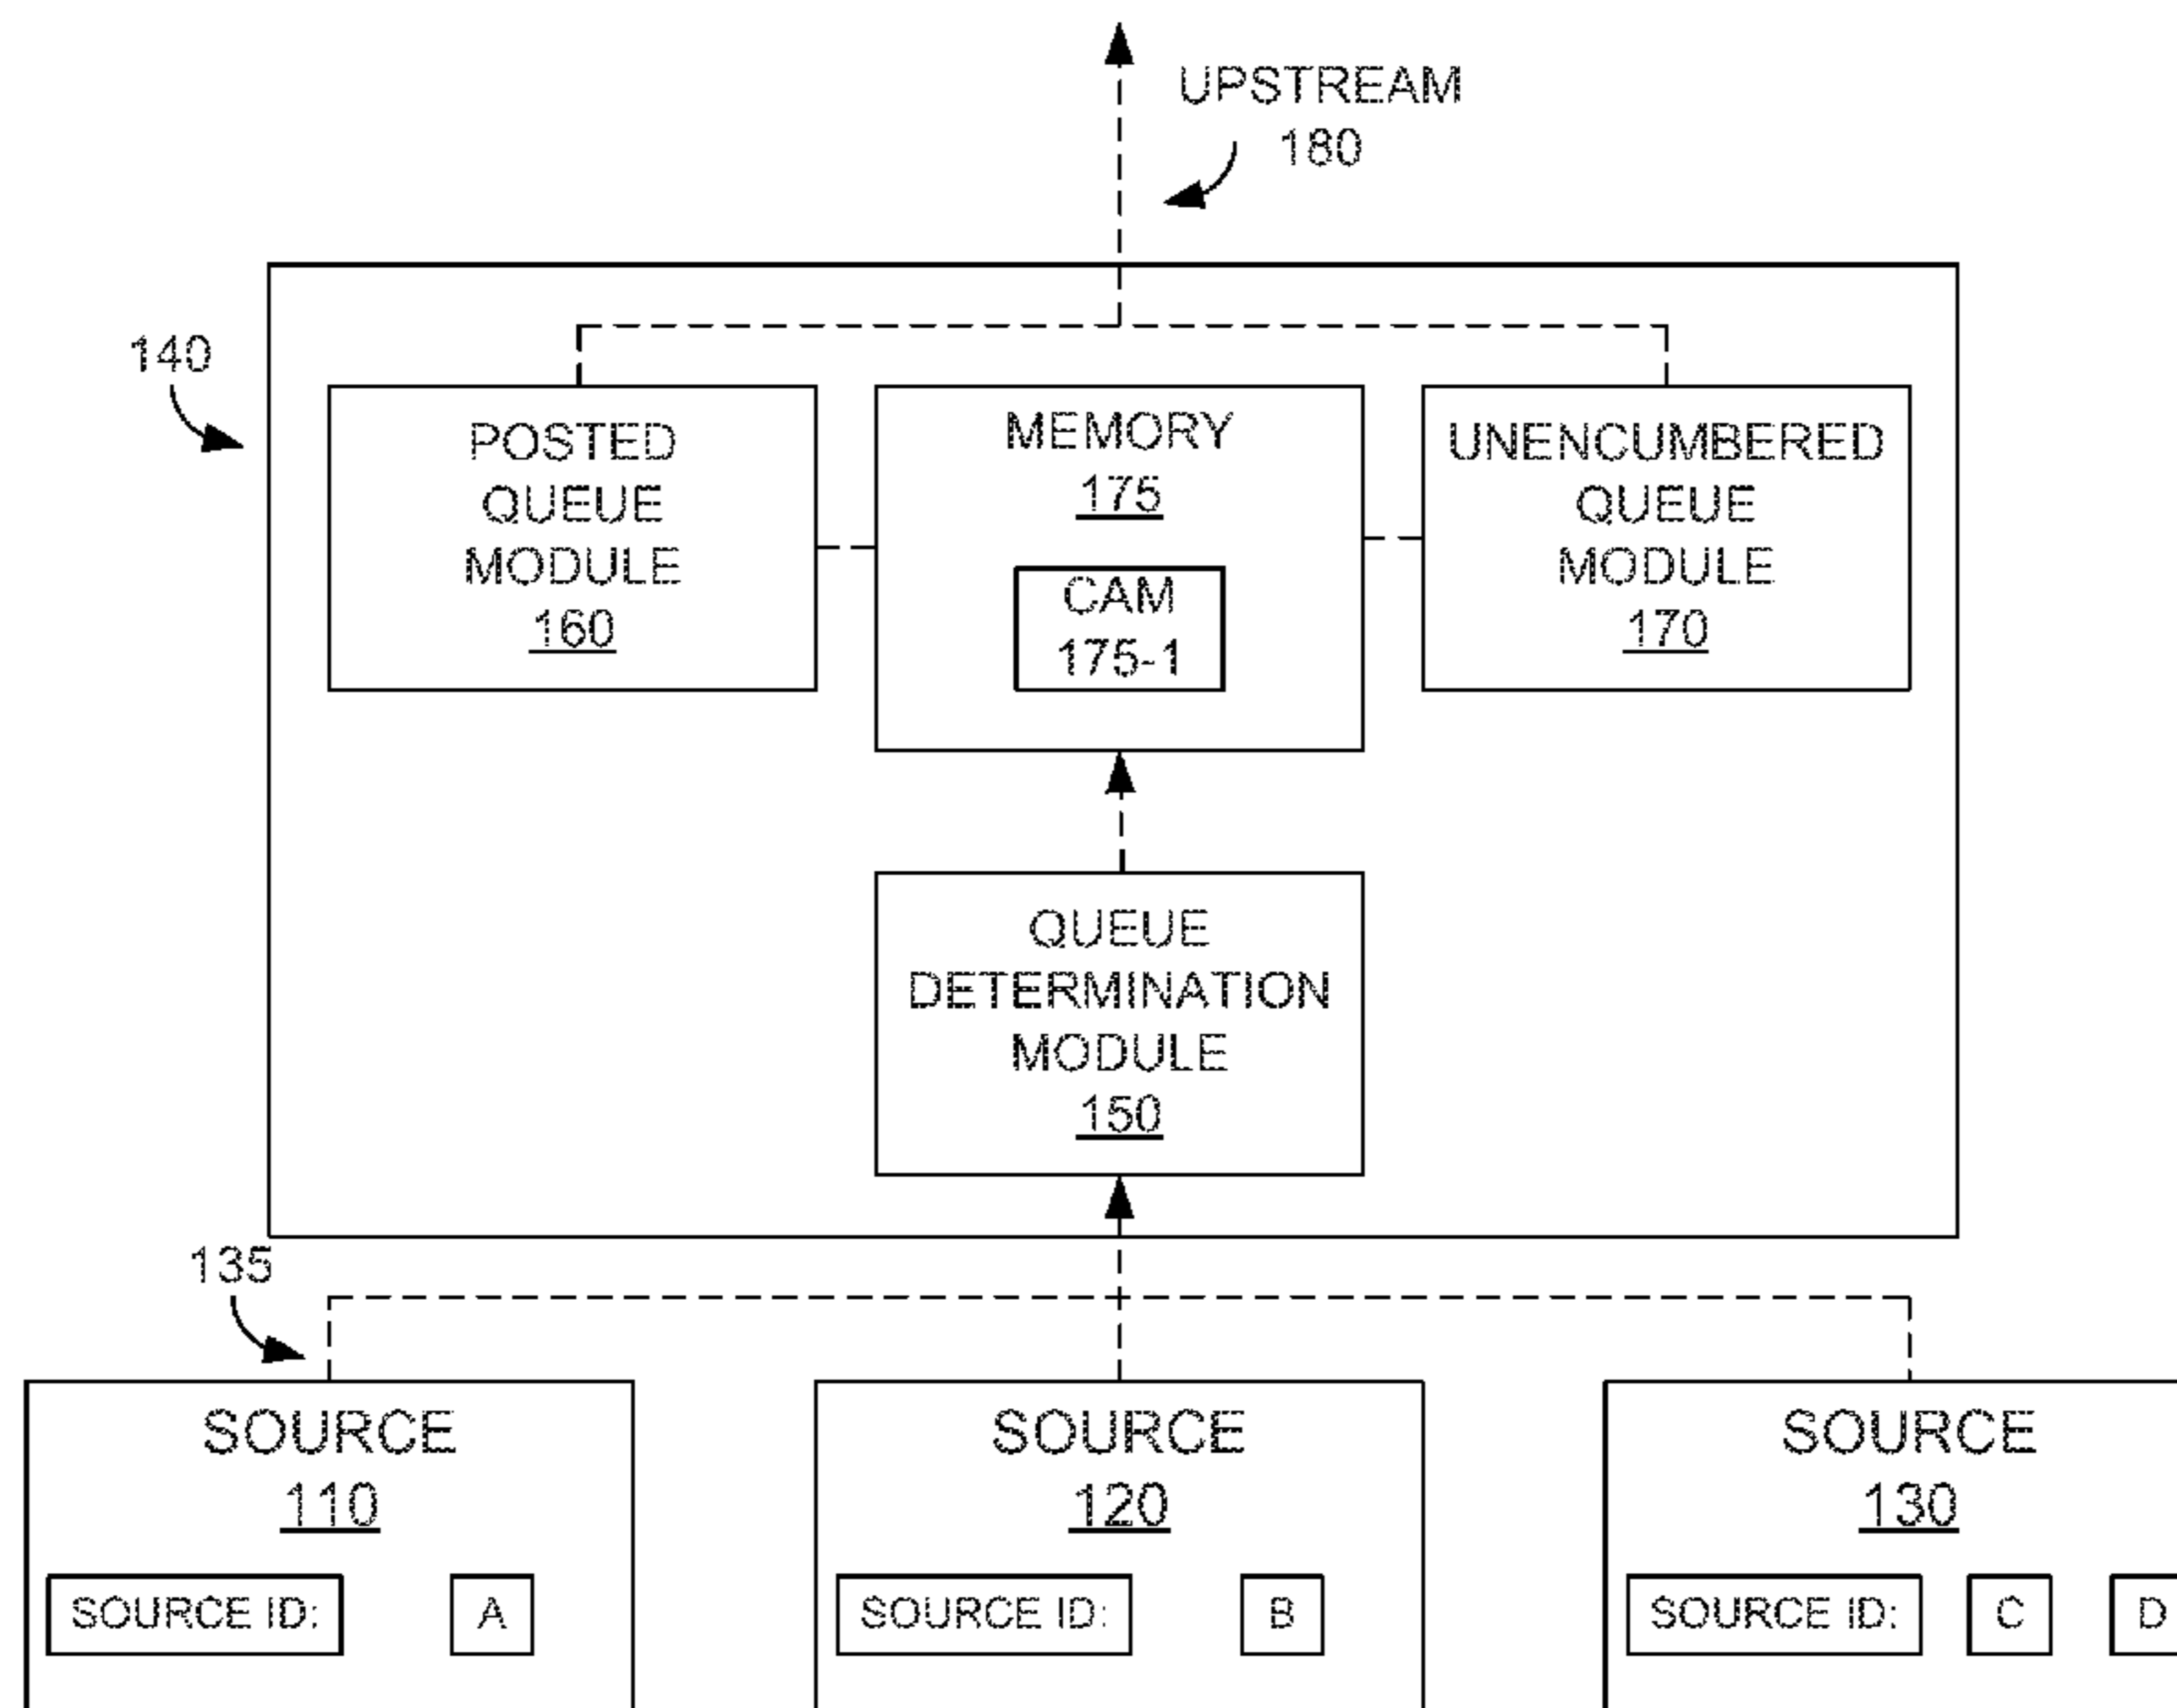 UPSTREAM
180
140
POSTED
QUEUE
MODULE
160
MEMORY
175
CAM
175-1
UNENCUMBERED
QUEUE
MODULE
170
QUEUE
DETERMINATION
MODULE
150
135
SOURCE
110
SOURCE ID:
A
SOURCE
120
SOURCE ID:
B
SOURCE
130
SOURCE ID:
C
D